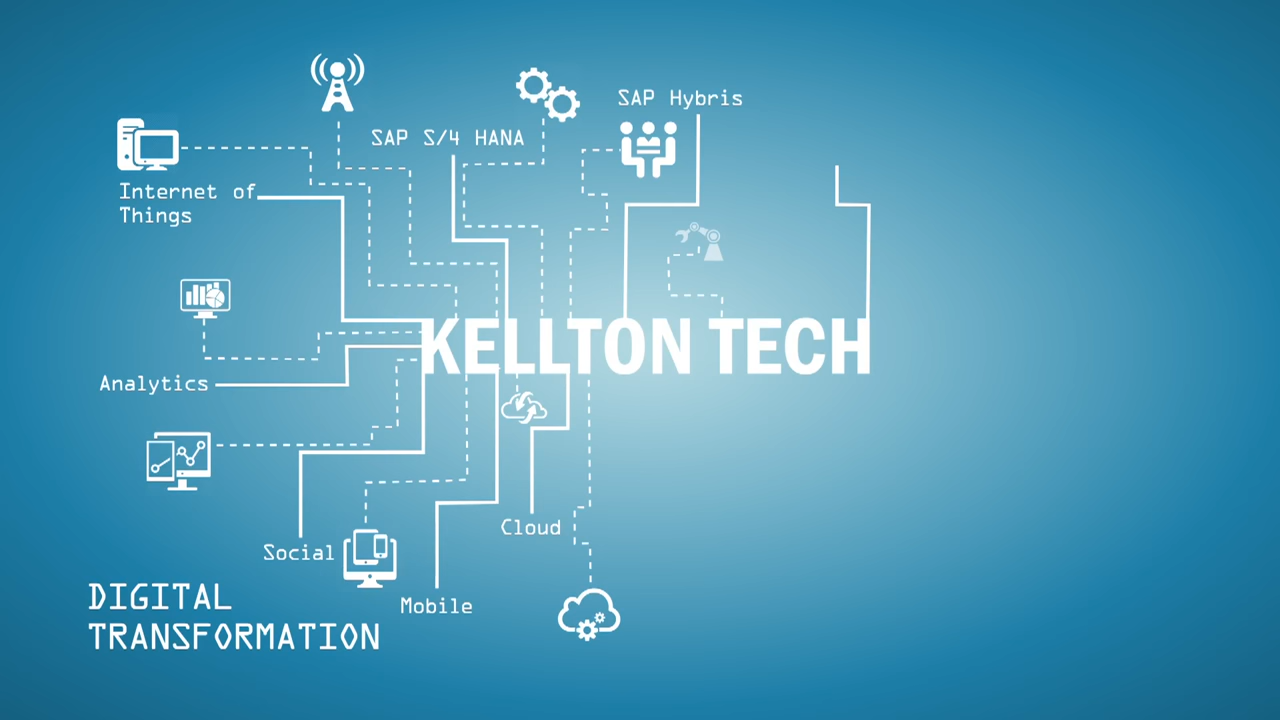 SAP Hybris
SAP S/4 HANA
Internet of
Things
KELLTON TECH
Analytics
Cloud
Social
Mobile
DIGITAL
TRANSFORMATION